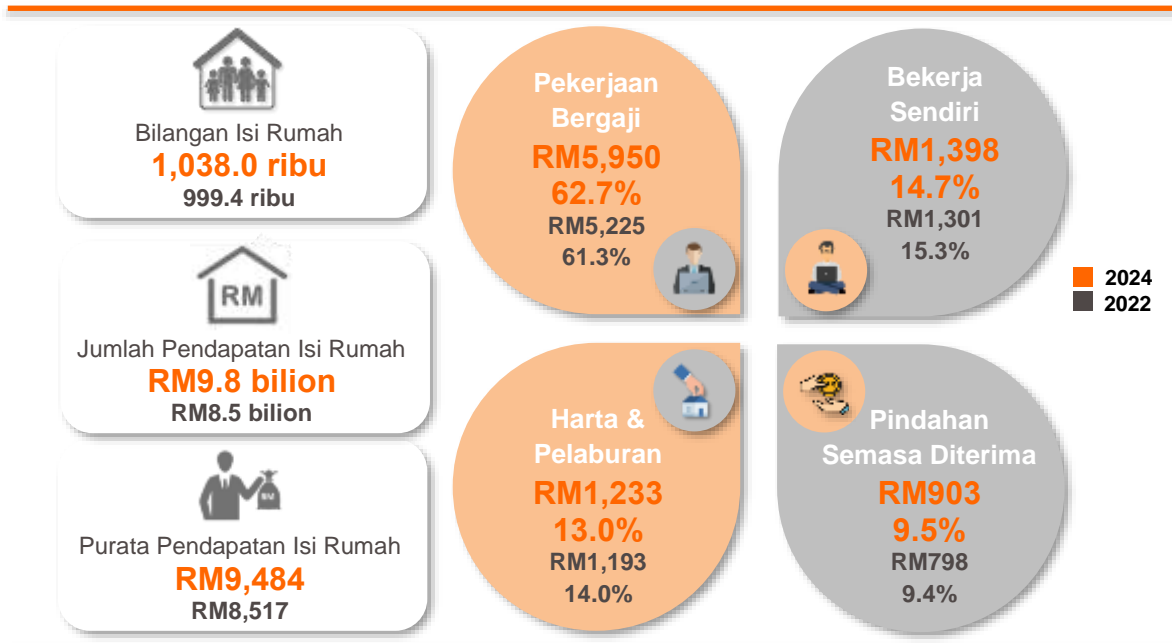 Bilangan Isi Rumah
1,038.0 ribu
999.4 ribu
RM
Jumlah Pendapatan Isi Rumah
RM9.8 bilion
RM8.5 bilion
Purata Pendapatan Isi Rumah
RM9,484
RM8,517
Pekerjaan
Bergaji
RM5,950
62.7%
RM5,225
61.3%
Bekerja
Sendiri
RM1,398
14.7%
RM1,301
15.3%
Harta &
Pelaburan
RM1,233
13.0%
RM1,193
14.0%
Pindahan
Semasa Diterima
RM903
9.5%
RM798
9.4%
2024
2022